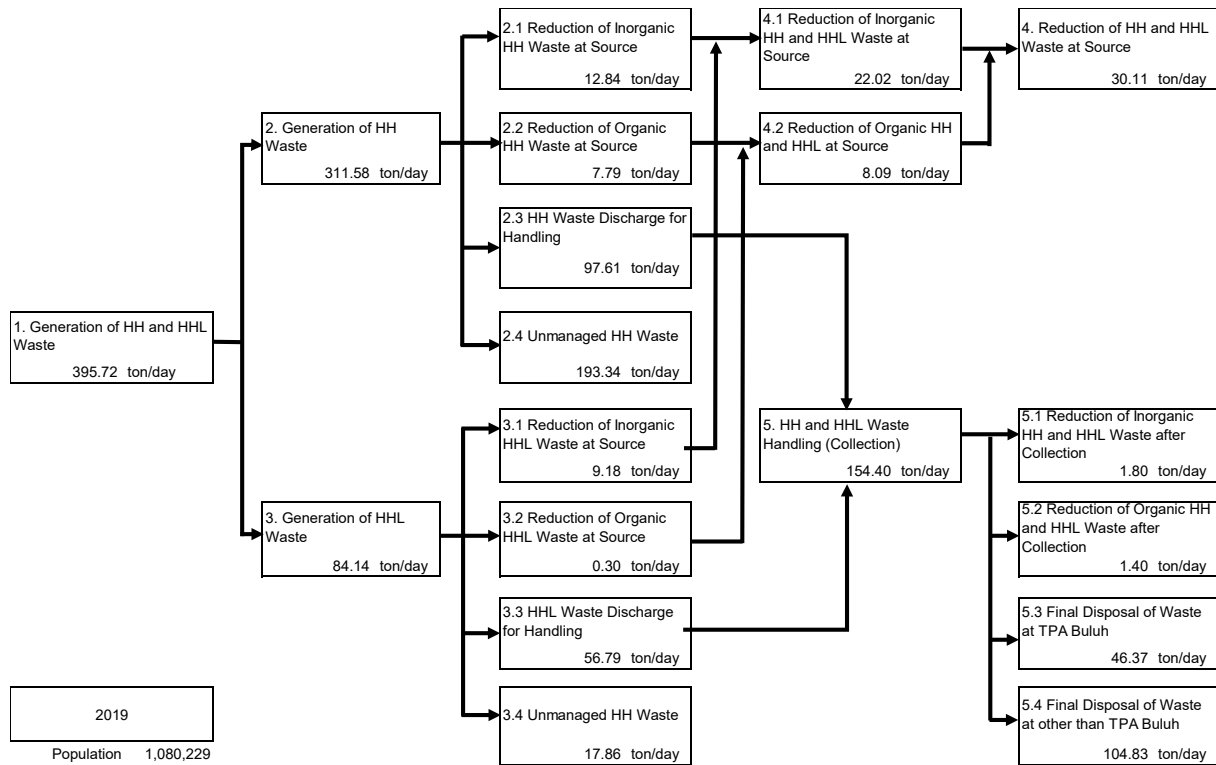 2.1 Reduction of Inorganic
HH Waste at Source
12.84 ton/day
4.1 Reduction of Inorganic
HH and HHL Waste at
Source
22.02 ton/day
4. Reduction of HH and HHL
Waste at Source
30.11 ton/day
2. Generation of HH
Waste
311.58 ton/day
2.2 Reduction of Organic
HH Waste at Source
7.79 ton/day
4.2 Reduction of Organic HH
and HHL at Source
8.09 ton/day
2.3 HH Waste Discharge for
Handling
97.61 ton/day
1. Generation of HH and HHL
Waste
395.72 ton/day
2.4 Unmanaged HH Waste
193.34 ton/day
3.1 Reduction of Inorganic
HHL Waste at Source
9.18 ton/day
5. HH and HHL Waste
Handling (Collection)
154.40 ton/day
5.1 Reduction of Inorganic
HH and HHL Waste after
Collection
1.80 ton/day
3. Generation of HHL
Waste
84.14 ton/day
3.2 Reduction of Organic
HHL Waste at Source
0.30 ton/day
5.2 Reduction of Organic HH
and HHL Waste after
Collection
1.40 ton/day
3.3 HHL Waste Discharge
for Handling
56.79 ton/day
5.3 Final Disposal of Waste
at TPA Buluh
46.37 ton/day
2019
Population 1,080,229
3.4 Unmanaged HH Waste
17.86 ton/day
5.4 Final Disposal of Waste
at other than TPA Buluh
104.83 ton/day